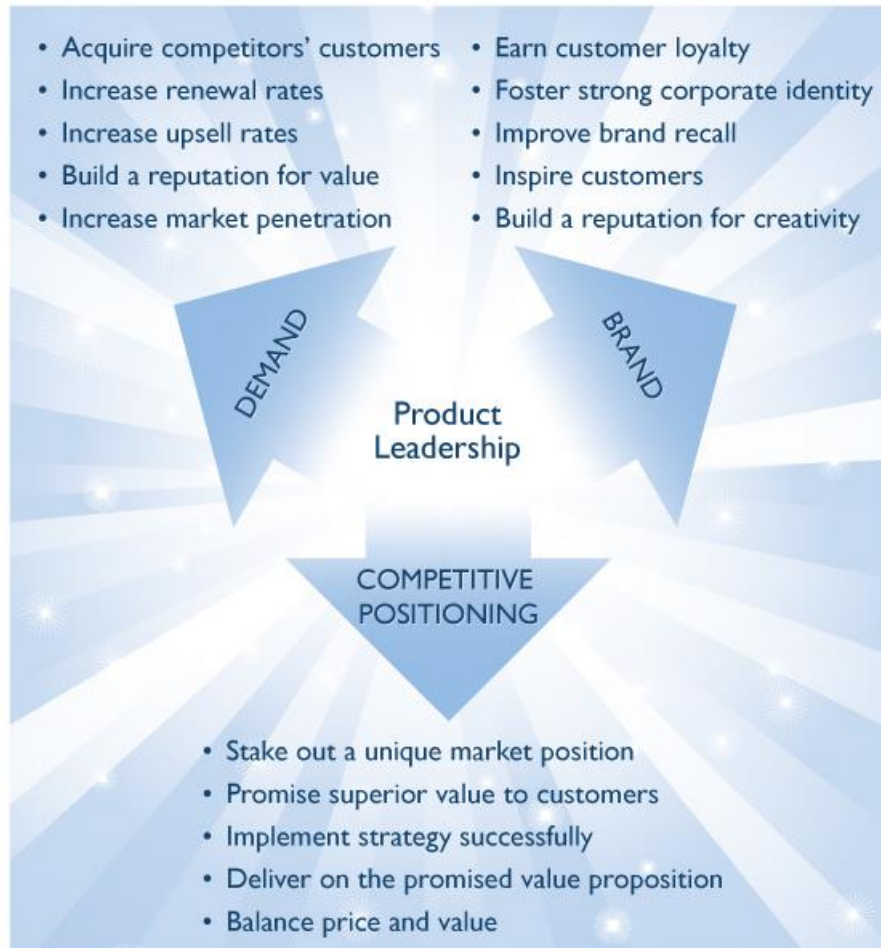 • Acquire competitors’ customers
• Increase renewal rates
• Increase upsell rates
• Build a reputation for value
• Increase market penetration
• Earn customer loyalty
• Foster strong corporate identity
• Improve brand recall
• Inspire customers
• Build a reputation for creativity
DEMAND
BRAND
Product
Leadership
COMPETITIVE
POSITIONING
• Stake out a unique market position
• Promise superior value to customers
• Implement strategy successfully
• Deliver on the promised value proposition
• Balance price and value